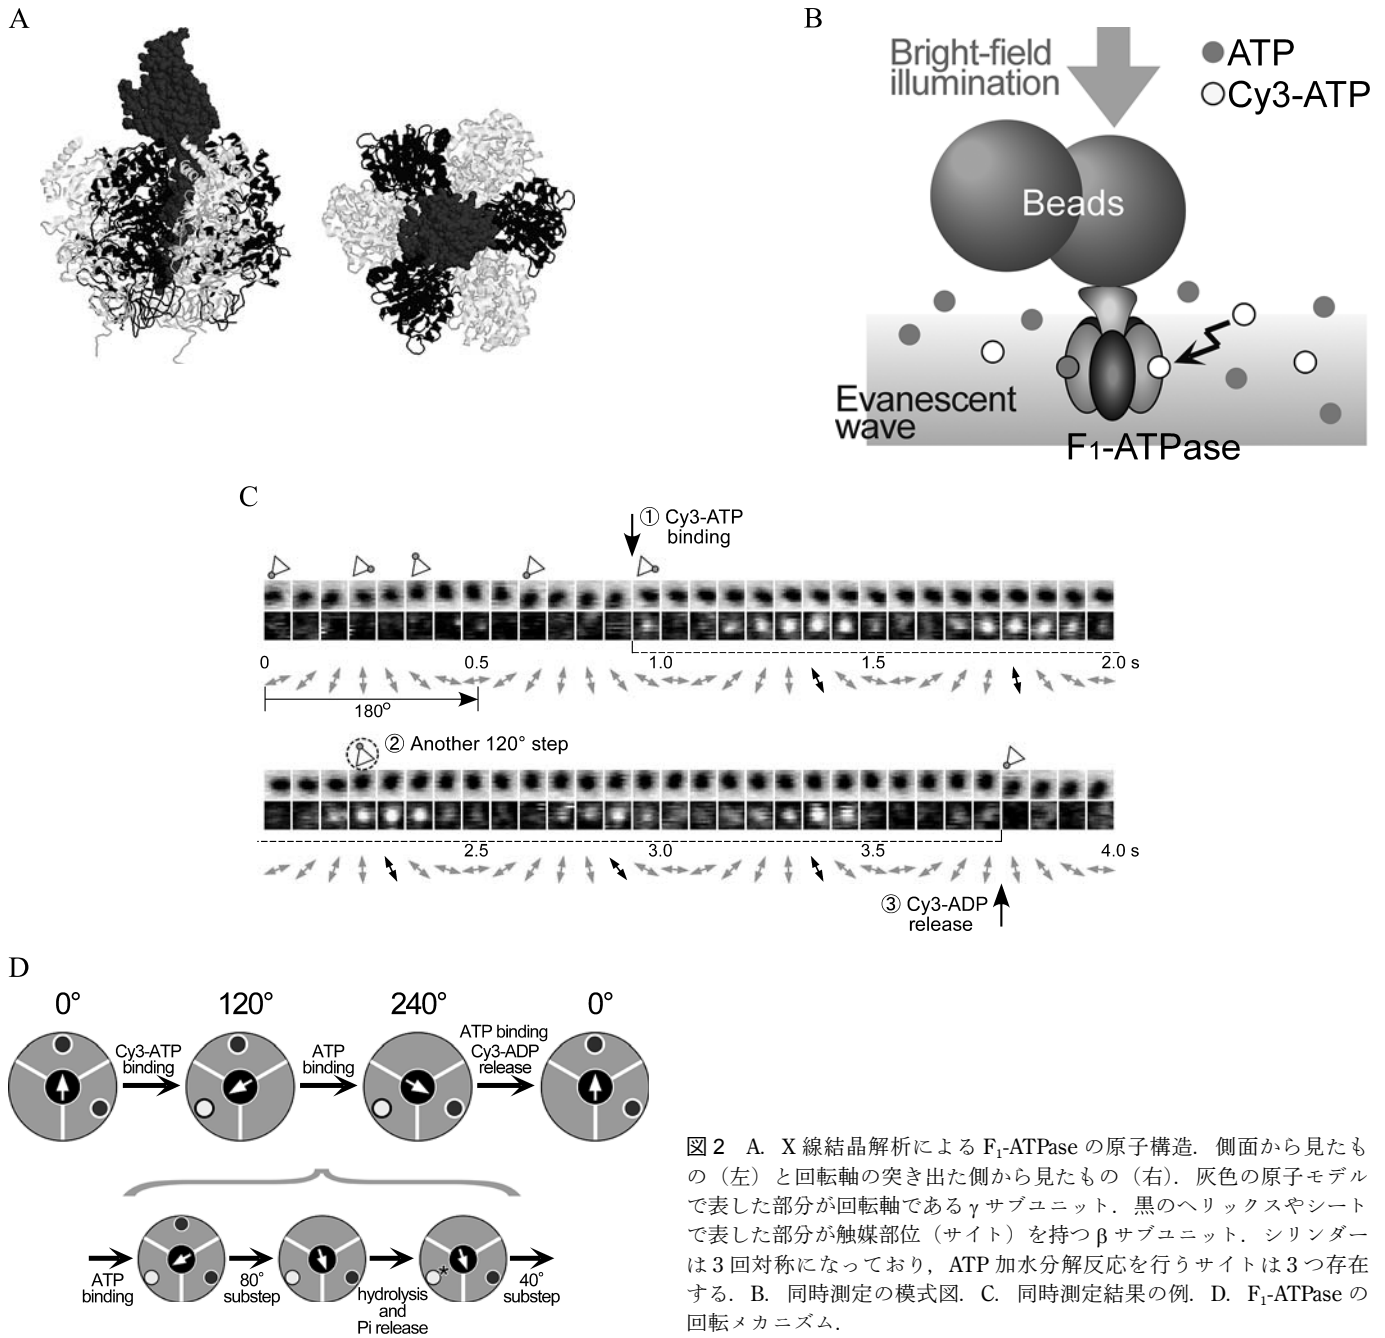 A
B
Bright-field
illumination
ATP
Cy3-ATP
Beads
Evanescent
wave
F₁-ATPase
C
① Cy3-ATP
binding
0 0.5 1.0 1.5 2.0 s
180°
② Another 120° step
2.5 3.0 3.5 4.0 s
③ Cy3-ADP
release
D
0° 120° 240° 0°
Cy3-ATP
binding
ATP
binding
ATP binding
Cy3-ADP
release
ATP
binding
80°
substep
*
hydrolysis
and
Pi release
40°
substep
図2 A. X線結晶解析によるF₁-ATPaseの原子構造．側面から見たも
の（左）と回転軸の突き出た側から見たもの（右）．灰色の原子モデル
で表した部分が回転軸であるγサブユニット．黒のヘリックスやシート
で表した部分が触媒部位（サイト）を持つβサブユニット．シリンダー
は3回対称になっており，ATP加水分解反応を行うサイトは3つ存在
する．B. 同時測定の模式図．C. 同時測定結果の例．D. F₁-ATPaseの
回転メカニズム．